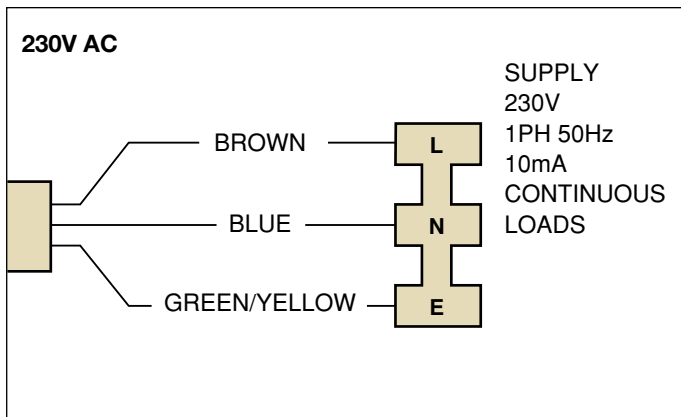 230V AC
BROWN
BLUE
GREEN/YELLOW
L
N
E
SUPPLY
230V
1PH 50Hz
10mA
CONTINUOUS
LOADS